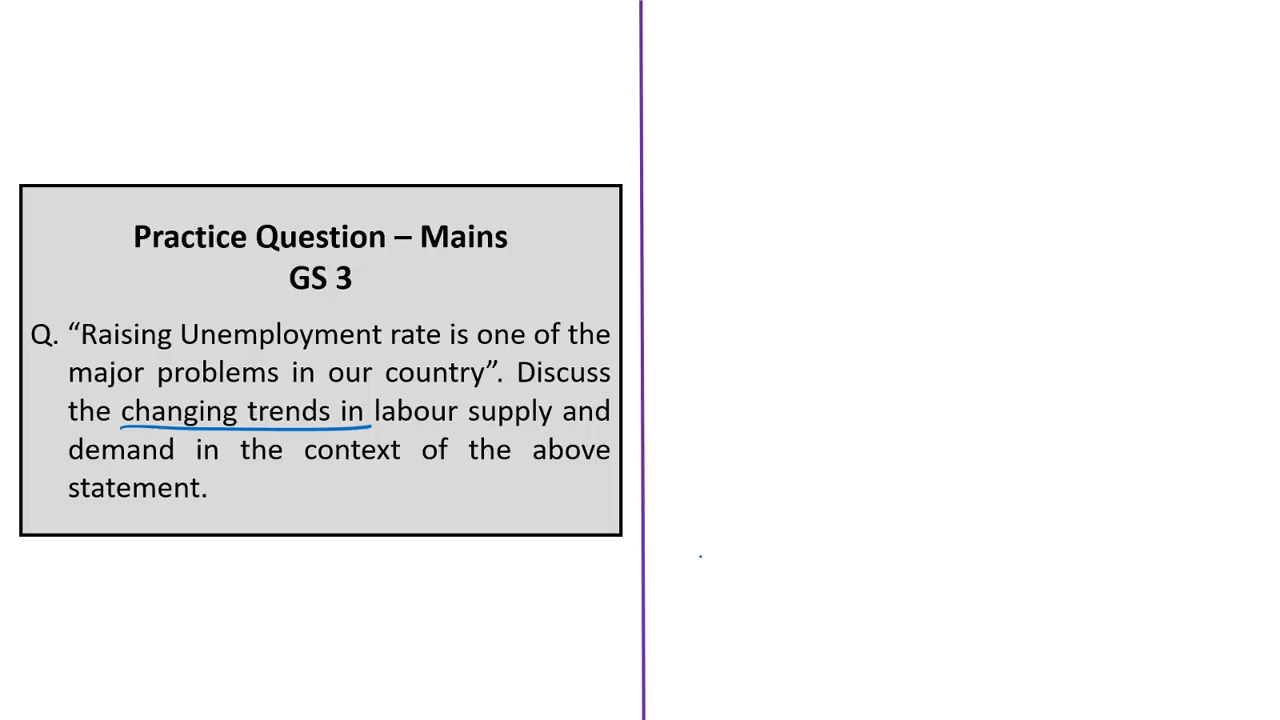 Practice Question – Mains
GS 3
Q. “Raising Unemployment rate is one of the
major problems in our country”. Discuss
the changing trends in labour supply and
demand in the context of the above
statement.